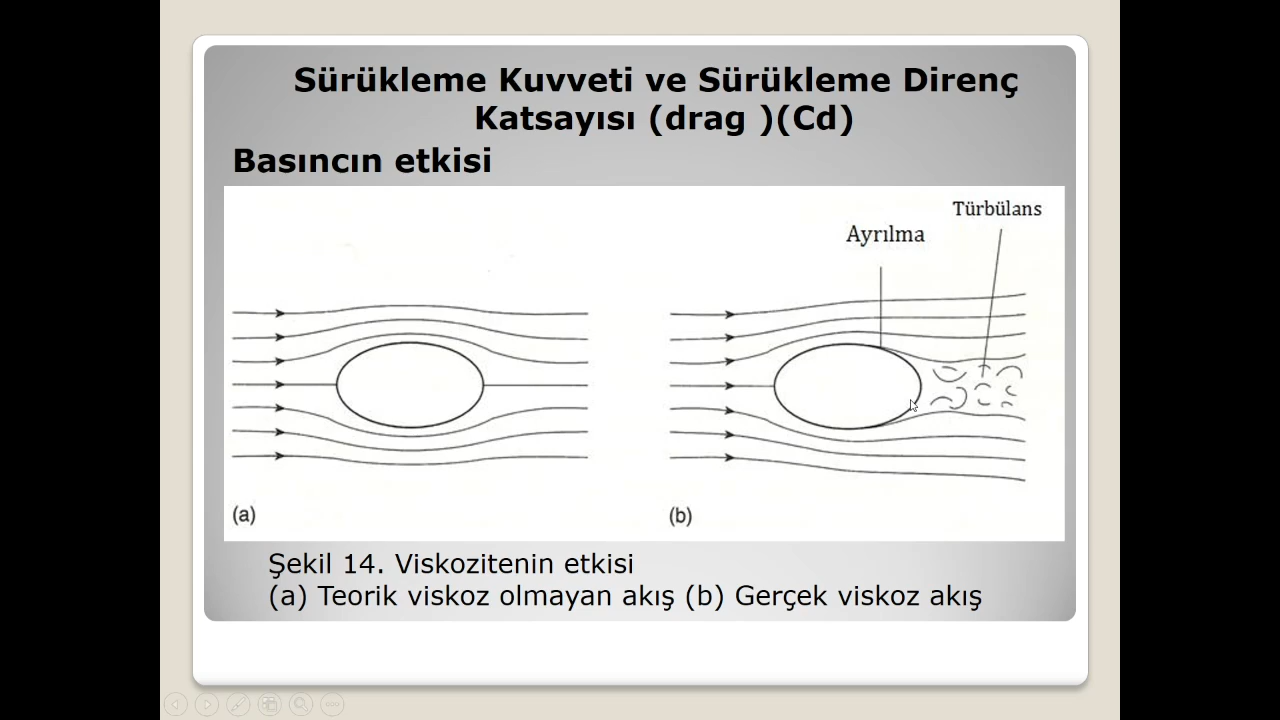 Sürükleme Kuvveti ve Sürükleme Direnç
Katsayısı (drag )(Cd)
Basıncın etkisi
Türbülans
Ayrılma
(a)
(b)
Şekil 14. Viskozitenin etkisi
(a) Teorik viskoz olmayan akış (b) Gerçek viskoz akış